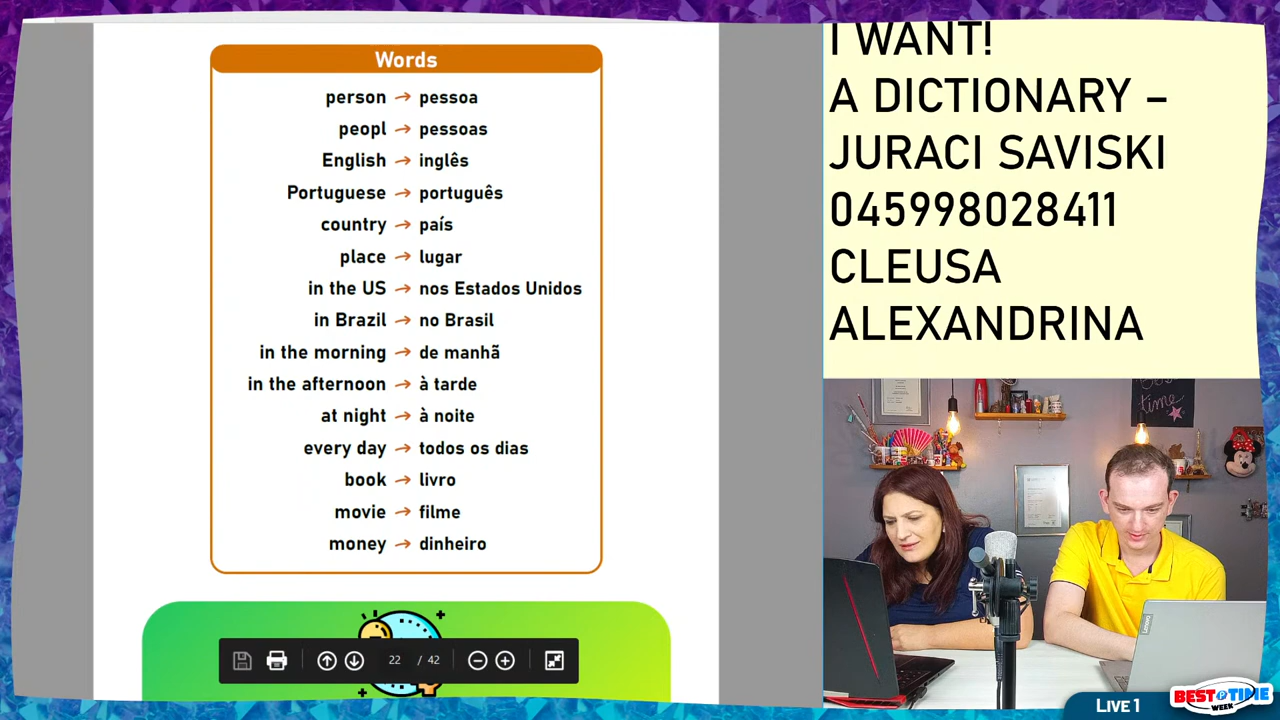 Words
person → pessoa
peopl → pessoas
English → inglês
Portuguese → português
country → país
place → lugar
in the US → nos Estados Unidos
in Brazil → no Brasil
in the morning → de manhã
in the afternoon → à tarde
at night → à noite
every day → todos os dias
book → livro
movie → filme
money → dinheiro
22 / 42
I WANT!
A DICTIONARY –
JURACI SAVISKI
045998028411
CLEUSA
ALEXANDRINA
time
Lenovo
LIVE 1
BEST TIME
WEEK